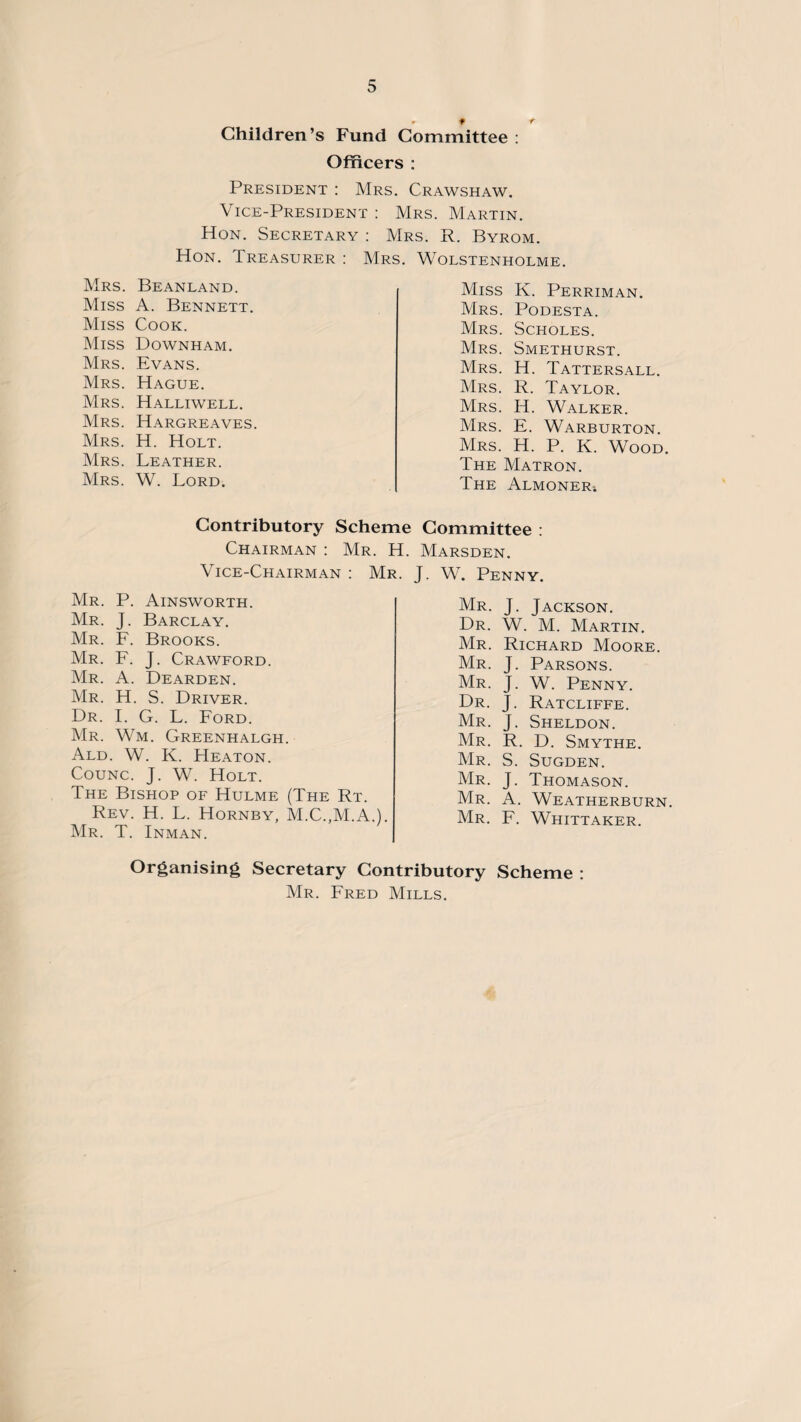 5
Children's Fund Committee :
Officers :
President : Mrs. Crawshaw.
Vice-President : Mrs. Martin.
Hon. Secretary : Mrs. R. Byrom.
Hon. Treasurer : Mrs. Wolstenholme.
Mrs. Beanland.
Miss A. Bennett.
Miss Cook.
Miss Downham.
Mrs. Evans.
Mrs. Hague.
Mrs. Halliwell.
Mrs. Hargreaves.
Mrs. H. Holt.
Mrs. Leather.
Mrs. W. Lord.
Miss K. Perriman.
Mrs. Podesta.
Mrs. Scholes.
Mrs. Smethurst.
Mrs. H. Tattersall.
Mrs. R. Taylor.
Mrs. H. Walker.
Mrs. E. Warburton.
Mrs. H. P. K. Wood.
The Matron.
The Almoner.
Contributory Scheme Committee :
Chairman : Mr. H. Marsden.
Vice-Chairman : Mr. J. W. Penny.
Mr. P. Ainsworth.
Mr. J. Barclay.
Mr. F. Brooks.
Mr. F. J. Crawford.
Mr. A. Dearden.
Mr. H. S. Driver.
Dr. I. G. L. Ford.
Mr. Wm. Greenhalgh.
Ald. W. K. Heaton.
Counc. J. W. Holt.
The Bishop of Hulme (The Rt.
Rev. H. L. Hornby, M.C.,M.A.).
Mr. T. Inman.
Mr. J. Jackson.
Dr. W. M. Martin.
Mr. Richard Moore.
Mr. J. Parsons.
Mr. J. W. Penny.
Dr. J. Ratcliffe.
Mr. J. Sheldon.
Mr. R. D. Smythe.
Mr. S. Sugden.
Mr. J. Thomason.
Mr. A. Weatherburn.
Mr. F. Whittaker.
Organising Secretary Contributory Scheme :
Mr. Fred Mills.